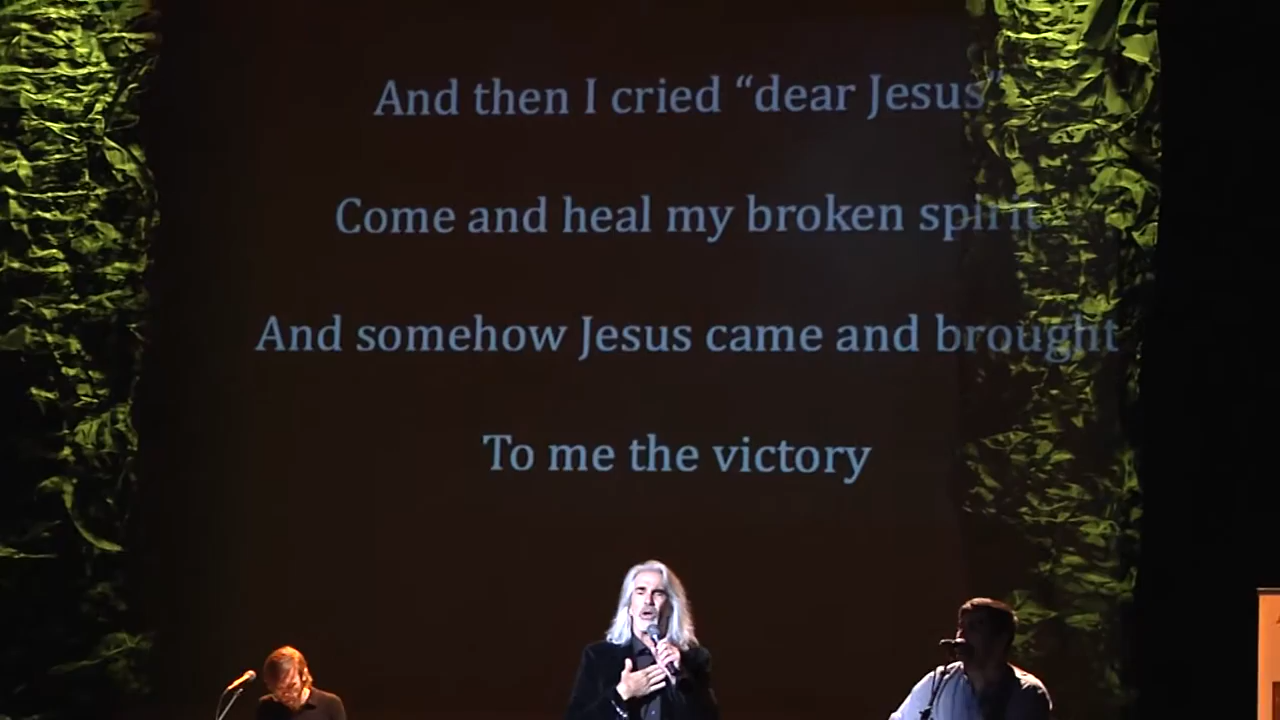 And then I cried “dear Jesus”
Come and heal my broken spirit
And somehow Jesus came and brought
To me the victory